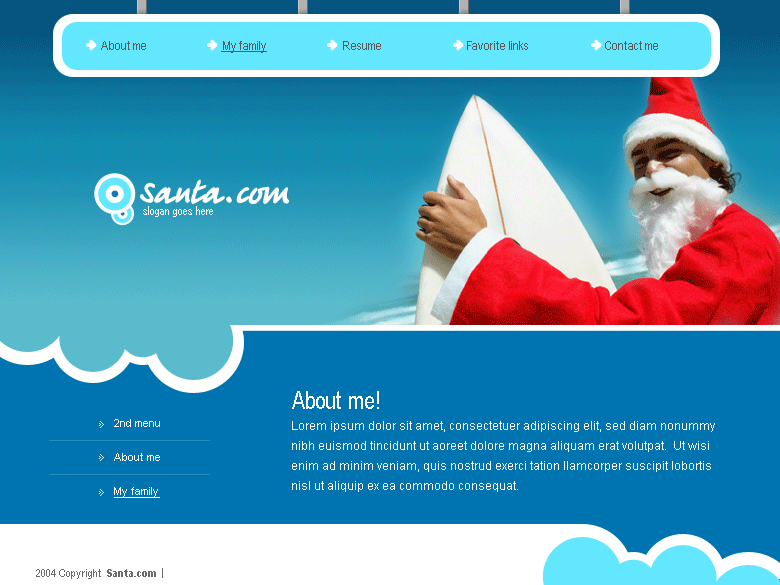 About me
My family
Resume
Favorite links
Contact me
santa.com
slogan goes here
2nd menu
About me
My family
About me!
Lorem ipsum dolor sit amet, consectetuer adipiscing elit, sed diam nonummy
nibh euismod tincidunt ut aoreet dolore magna aliquam erat volutpat. Ut wisi
enim ad minim veniam, quis nostrud exerci tation llamcorper suscipit lobortis
nisl ut aliquip ex ea commodo consequat.
2004 Copyright Santa.com |